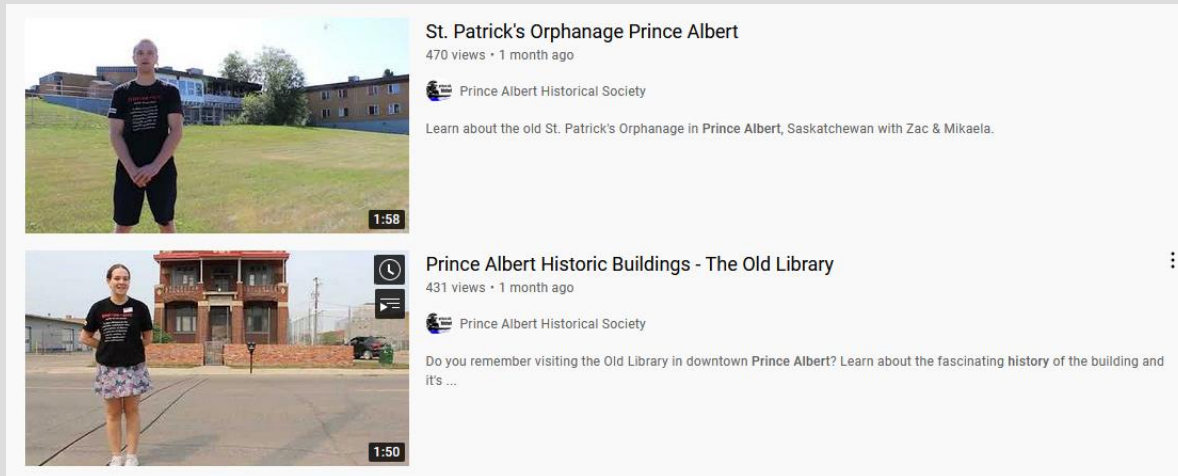 St. Patrick's Orphanage Prince Albert
470 views • 1 month ago
Prince Albert Historical Society
Learn about the old St. Patrick's Orphanage in Prince Albert, Saskatchewan with Zac & Mikaela.
1:58
Prince Albert Historic Buildings - The Old Library
431 views • 1 month ago
Prince Albert Historical Society
Do you remember visiting the Old Library in downtown Prince Albert? Learn about the fascinating history of the building and
it's ...
1:50